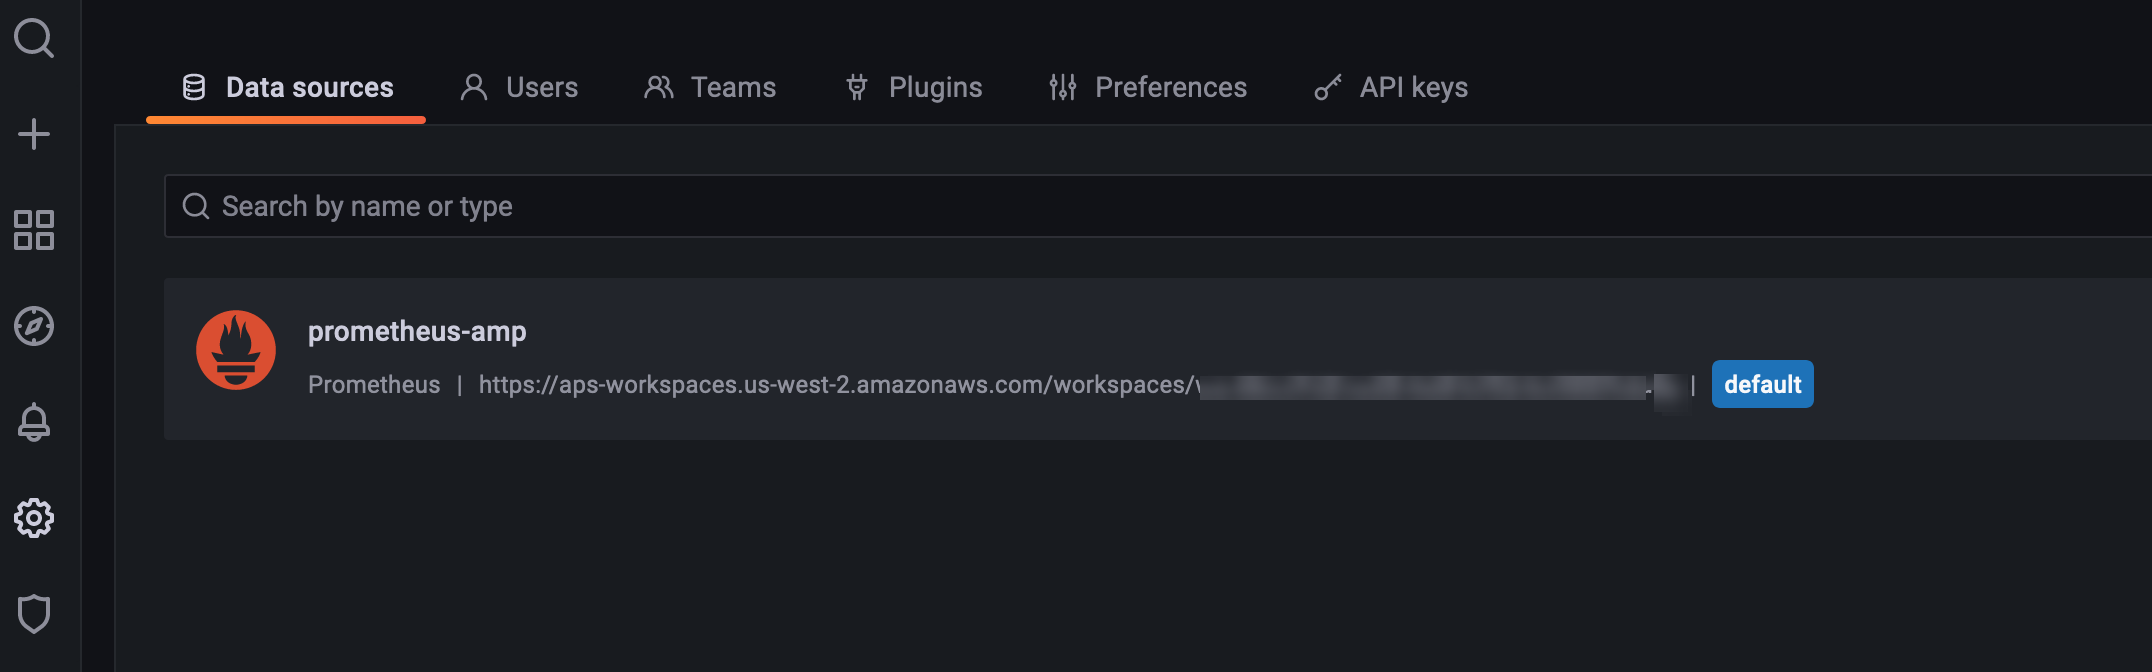 Data sources Users Teams Plugins Preferences API keys
Search by name or type
prometheus-amp
Prometheus | https://aps-workspaces.us-west-2.amazonaws.com/workspaces/ | default